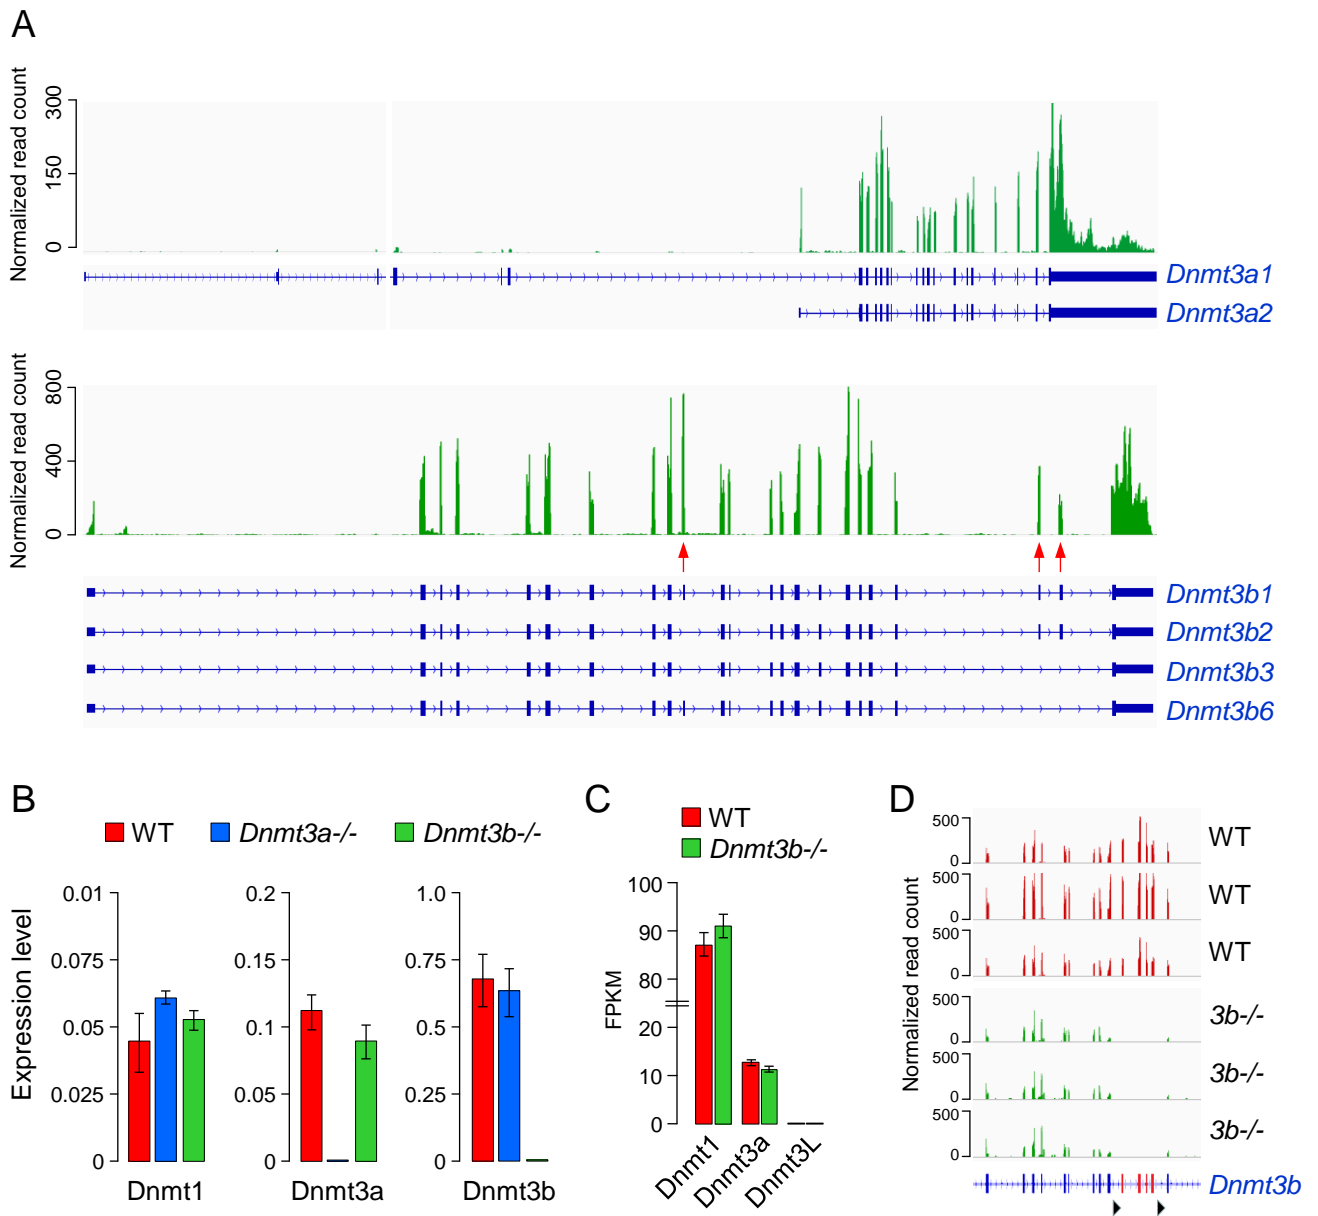 A
Normalized read count
300
150
0
Dnmt3a1
Dnmt3a2
Normalized read count
800
400
0
Dnmt3b1
Dnmt3b2
Dnmt3b3
Dnmt3b6
B
WT
Dnmt3a-/-
Dnmt3b-/-
Expression level
0.01
0.075
0.05
0.025
0
Dnmt1
0.2
0.15
0.1
0.05
0
Dnmt3a
1.0
0.75
0.5
0.25
0
Dnmt3b
C
WT
Dnmt3b-/-
FPKM
100
90
80
20
10
0
Dnmt1
Dnmt3a
Dnmt3L
D
Normalized read count
500
0
WT
500
0
WT
500
0
WT
500
0
3b-/-
500
0
3b-/-
500
0
3b-/-
Dnmt3b